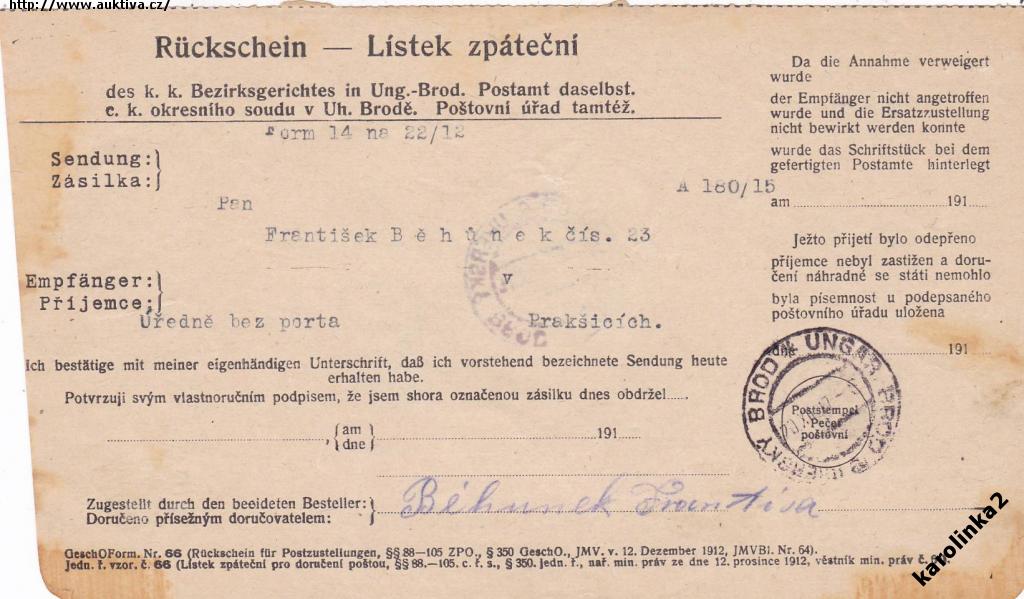 http://www.auktiva.cz/
Rückschein — Lístek zpáteční
des k. k. Bezirksgerichtes in Ung.-Brod. Postamt daselbst.
c. k. okresního soudu v Uh. Brodě. Poštovní úřad tamtéž.
form 14 na 22/12
Sendung:
Zásilka:
A 180/15
Pan
František Běhůnek čís. 23
Empfänger:
Příjemce:
v
Úředně bez porta Prakšicích.
Ich bestätige mit meiner eigenhändigen Unterschrift, daß ich vorstehend bezeichnete Sendung heute
erhalten habe.
Potvrzuji svým vlastnoručním podpisem, že jsem shora označenou zásilku dnes obdržel.....
am
dne 191
Zugestellt durch den beeideten Besteller:
Doručeno přísežným doručovatelem:
Béhunek Františa
GeschOForm. Nr. 66 (Rückschein für Postzustellungen, §§ 88—105 ZPO., § 350 GeschO., JMV. v. 12. Dezember 1912, JMVBl. Nr. 64).
Jedn. ř. vzor. č. 66 (Lístek zpáteční pro doručení poštou, §§ 88.—105. c. ř. s., § 350. jedn. ř., nař. min. práv ze dne 12. prosince 1912, věstník min. práv č.
Da die Annahme verweigert
wurde
der Empfänger nicht angetroffen
wurde und die Ersatzzustellung
nicht bewirkt werden konnte
wurde das Schriftstück bei dem
gefertigten Postamte hinterlegt
am 191
Ježto přijetí bylo odepřeno
příjemce nebyl zastižen a doru-
čení náhradné se státi nemohlo
byla písemnost u podepsaného
poštovního úřadu uložena
dne 191
UHERSKÝ BROD UNGAR. BROD
Poststempel
Pečeť
poštovní
karolinka2